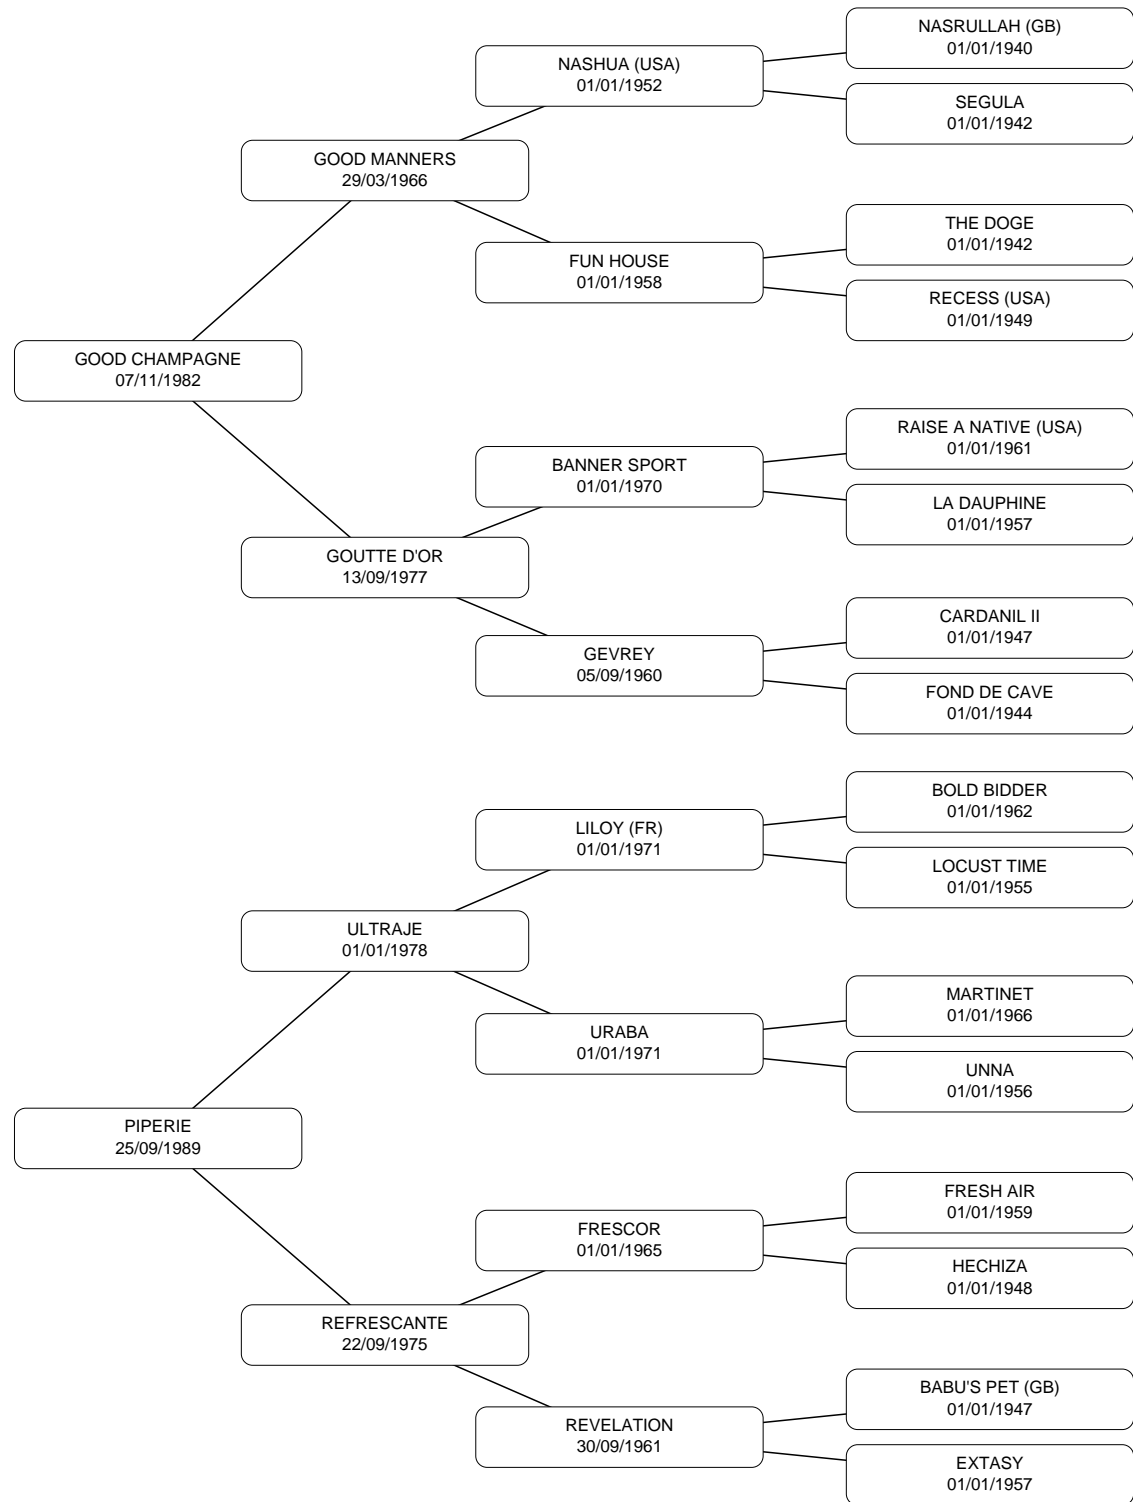 NASRULLAH (GB)
01/01/1940
NASHUA (USA)
01/01/1952
SEGULA
01/01/1942
GOOD MANNERS
29/03/1966
THE DOGE
01/01/1942
FUN HOUSE
01/01/1958
RECESS (USA)
01/01/1949
GOOD CHAMPAGNE
07/11/1982
RAISE A NATIVE (USA)
01/01/1961
BANNER SPORT
01/01/1970
LA DAUPHINE
01/01/1957
GOUTTE D'OR
13/09/1977
CARDANIL II
01/01/1947
GEVREY
05/09/1960
FOND DE CAVE
01/01/1944
BOLD BIDDER
01/01/1962
LILOY (FR)
01/01/1971
LOCUST TIME
01/01/1955
ULTRAJE
01/01/1978
MARTINET
01/01/1966
URABA
01/01/1971
UNNA
01/01/1956
PIPERIE
25/09/1989
FRESH AIR
01/01/1959
FRESCOR
01/01/1965
HECHIZA
01/01/1948
REFRESCANTE
22/09/1975
BABU'S PET (GB)
01/01/1947
REVELATION
30/09/1961
EXTASY
01/01/1957